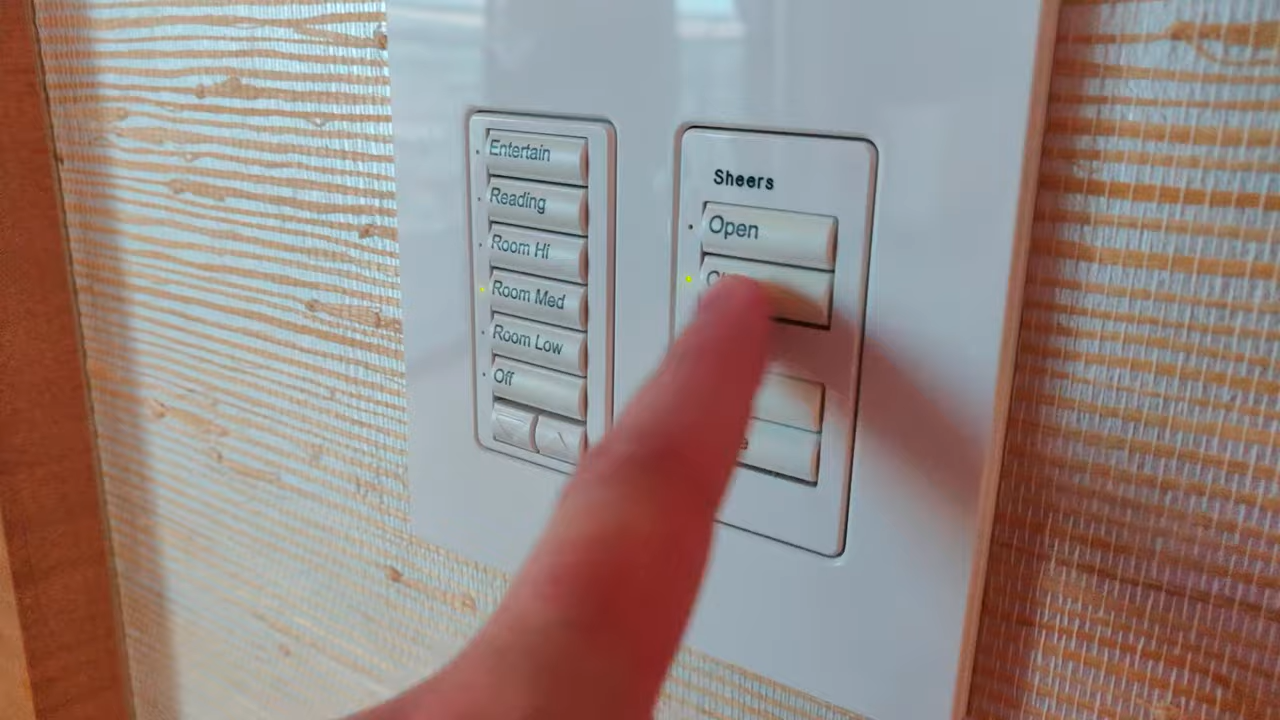 Entertain
Reading
Room Hi
Room Med
Room Low
Off
Sheers
Open